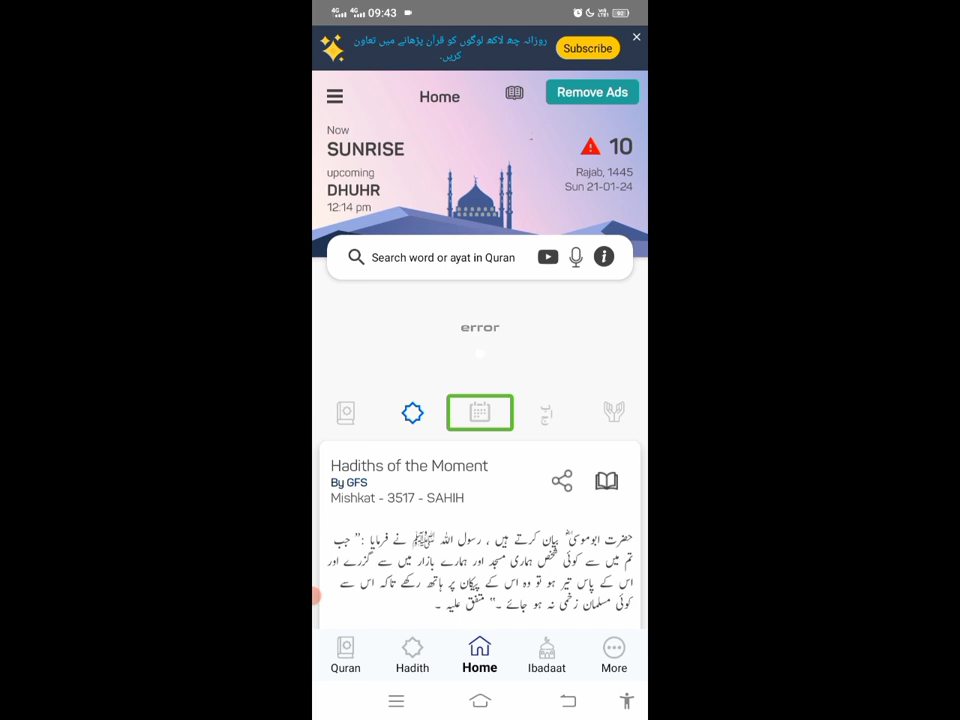 4G 4G 09:43
روزانہ چھ لاکھ لوگوں کو قرآن پڑھانے میں تعاون
کریں۔
Subscribe
Home
Remove Ads
Now
SUNRISE
10
upcoming
Rajab, 1445
DHUHR
Sun 21-01-24
12:14 pm
Search word or ayat in Quran
error
Hadiths of the Moment
By GFS
Mishkat - 3517 - SAHIH
حضرت ابوموسیٰ ؓ بیان کرتے ہیں ، رسول اللہ ﷺ نے فرمایا :’’ جب
تم میں سے کوئی شخص ہماری مسجد اور ہمارے بازار میں سے گزرے اور
اس کے پاس تیر ہو تو وہ اس کے پیکان پر ہاتھ رکھے تاکہ اس سے
کوئی مسلمان زخمی نہ ہو جائے ۔‘‘ متفق علیہ ۔
Quran
Hadith
Home
Ibadaat
More